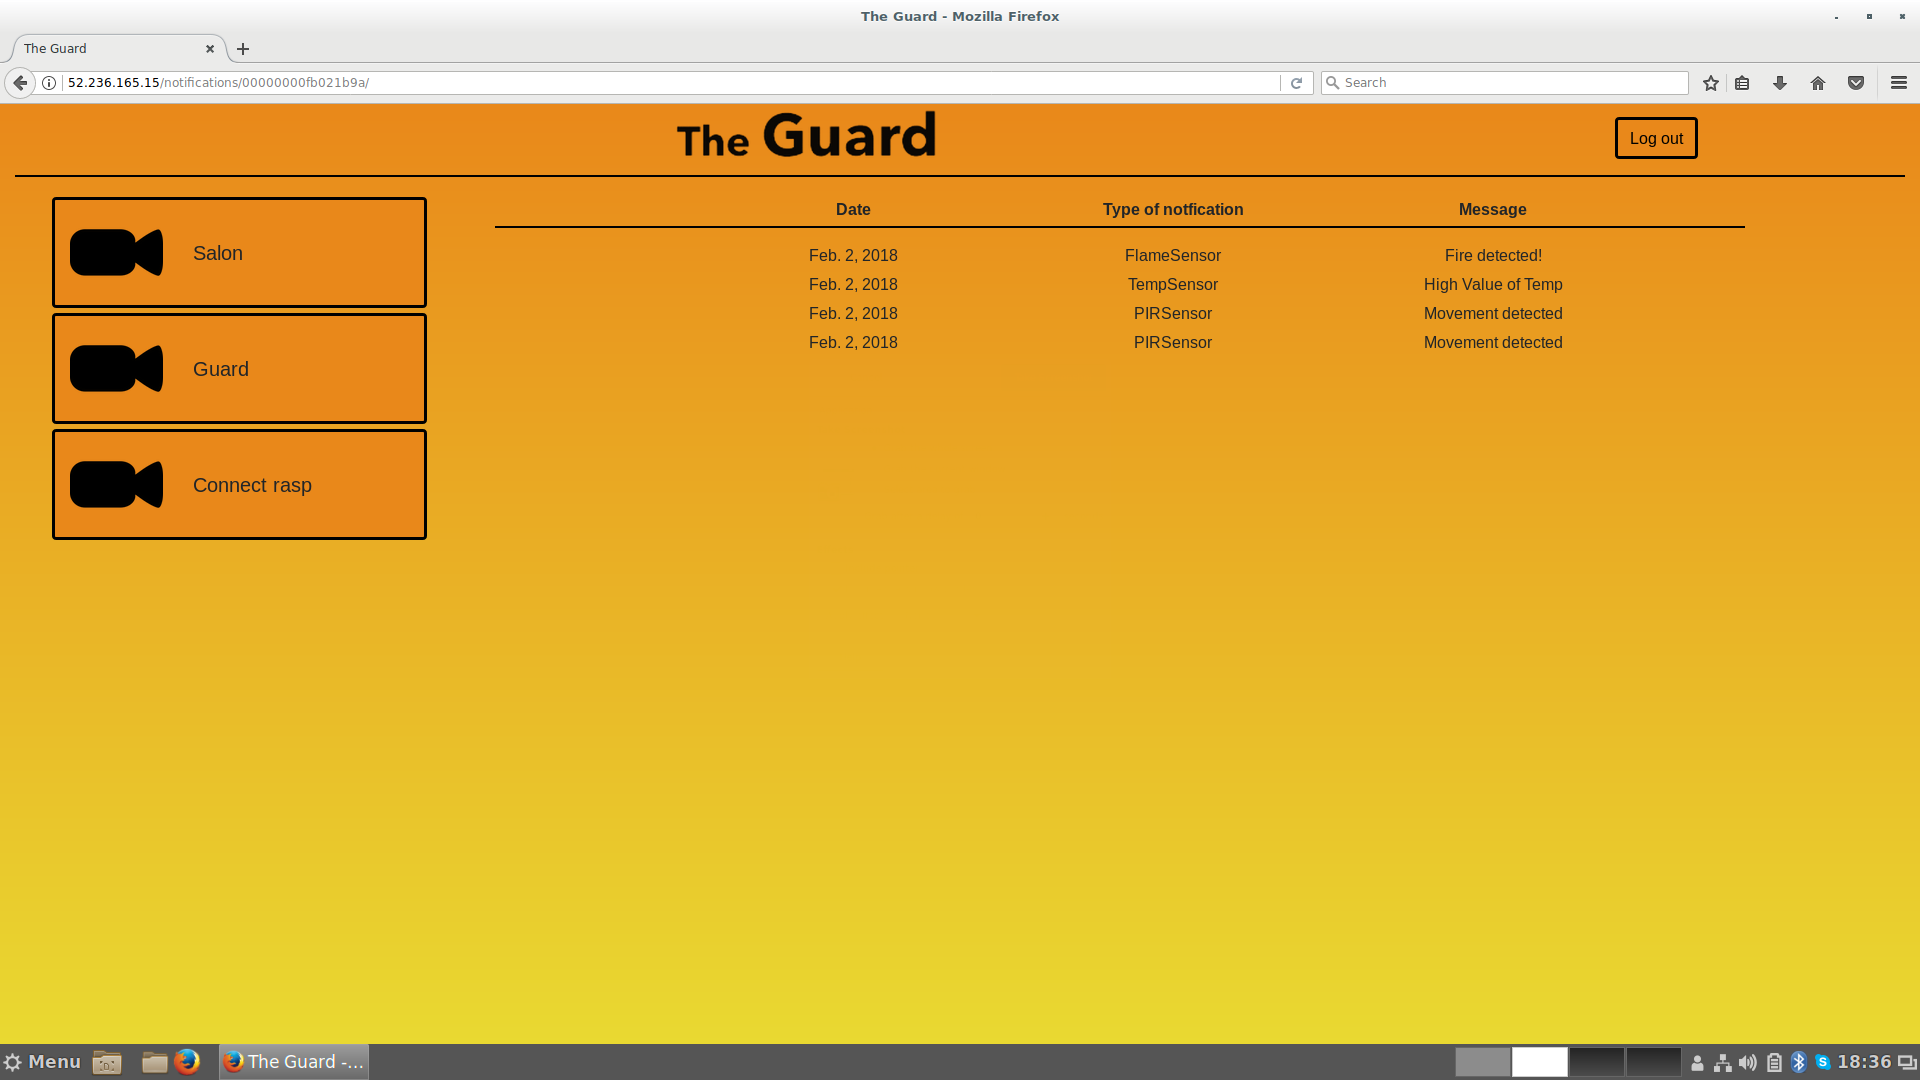 The Guard - Mozilla Firefox
The Guard
52.236.165.15/notifications/00000000fb021b9a/
Search
The Guard
Log out
Salon
Guard
Connect rasp
Date Type of notfication Message
Feb. 2, 2018 FlameSensor Fire detected!
Feb. 2, 2018 TempSensor High Value of Temp
Feb. 2, 2018 PIRSensor Movement detected
Feb. 2, 2018 PIRSensor Movement detected
Menu
The Guard -...
18:36